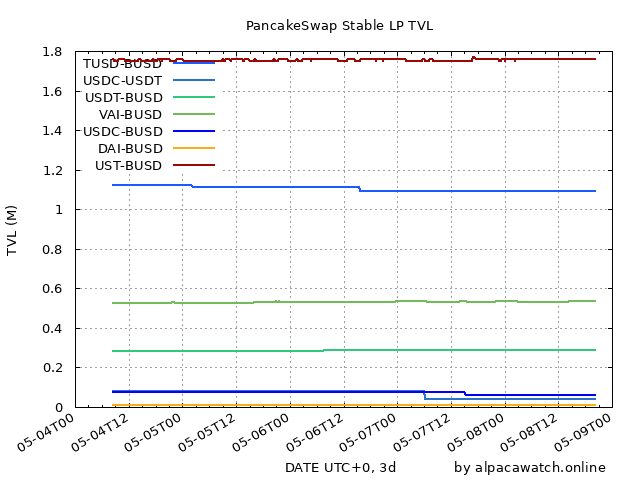 PancakeSwap Stable LP TVL
1.8
1.6
1.4
1.2
1
0.8
0.6
0.4
0.2
0
TVL (M)
TUSD-BUSD
USDC-USDT
USDT-BUSD
VAI-BUSD
USDC-BUSD
DAI-BUSD
UST-BUSD
05-04T00
05-04T12
05-05T00
05-05T12
05-06T00
05-06T12
05-07T00
05-07T12
05-08T00
05-08T12
05-09T00
DATE UTC+0, 3d
by alpacawatch.online